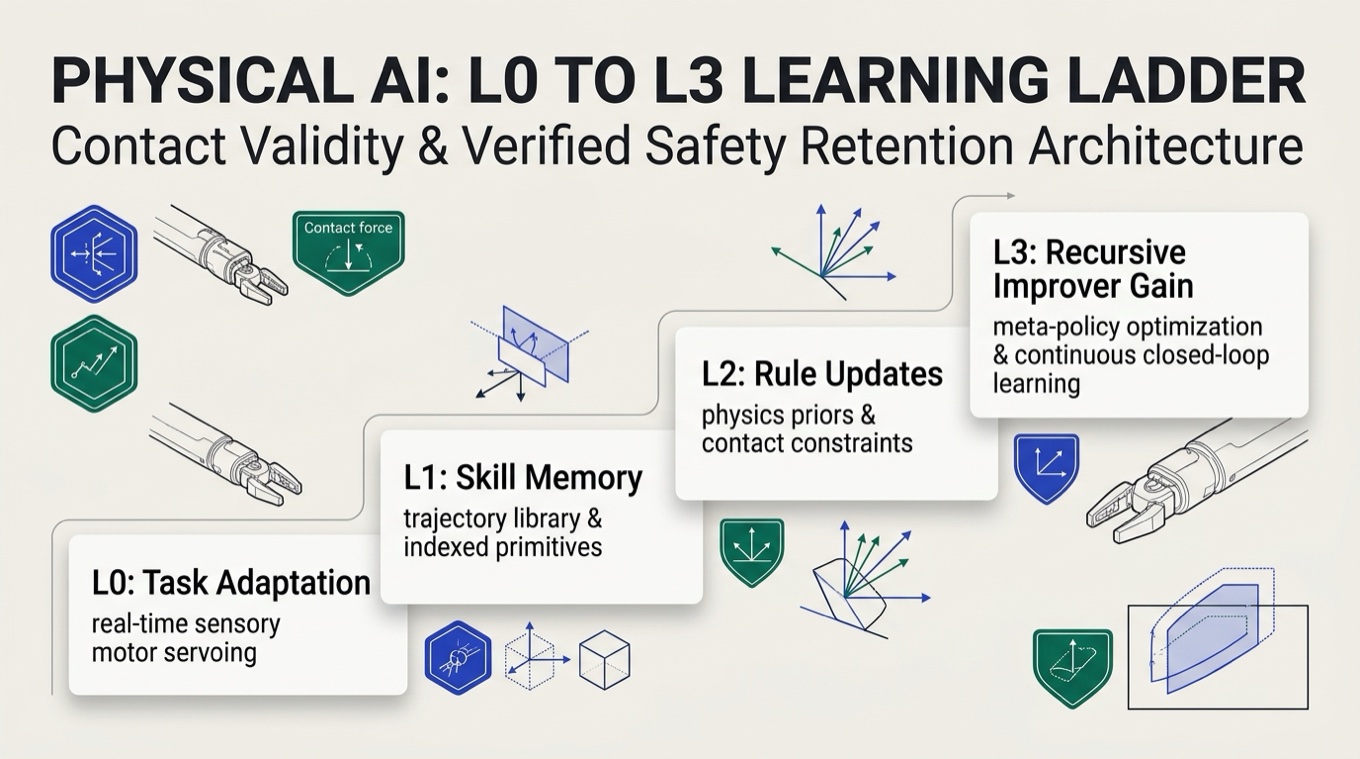 PHYSICAL AI: L0 TO L3 LEARNING LADDER
Contact Validity & Verified Safety Retention Architecture
Contact force
L3: Recursive
Improver Gain
meta-policy optimization
& continuous closed-loop
learning
L2: Rule Updates
physics priors &
contact constraints
L1: Skill Memory
trajectory library &
indexed primitives
L0: Task Adaptation
real-time sensory
motor servoing